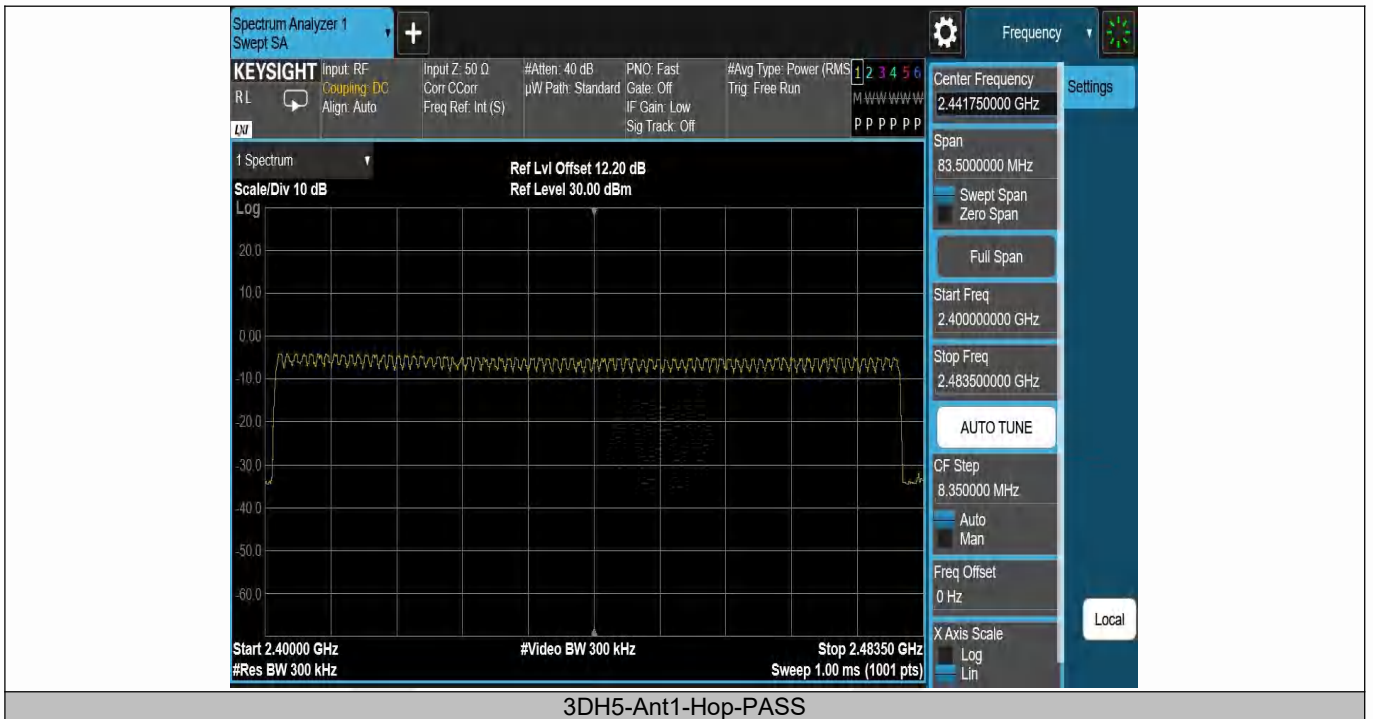 Spectrum Analyzer 1
Swept SA
+
Frequency
KEYSIGHT
RL
LXI
Input: RF
Coupling: DC
Align: Auto
Input Z: 50 Ω
Corr CCorr
Freq Ref: Int (S)
#Atten: 40 dB
µW Path: Standard
PNO: Fast
Gate: Off
IF Gain: Low
Sig Track: Off
#Avg Type: Power (RMS
Trig: Free Run
1 2 3 4 5 6
M W W W W W
P P P P P P
Center Frequency
2.441750000 GHz
Settings
Span
83.5000000 MHz
Swept Span
Zero Span
Full Span
Start Freq
2.400000000 GHz
Stop Freq
2.483500000 GHz
AUTO TUNE
CF Step
8.350000 MHz
Auto
Man
Freq Offset
0 Hz
X Axis Scale
Log
Lin
Local
1 Spectrum
Scale/Div 10 dB
Ref Lvl Offset 12.20 dB
Ref Level 30.00 dBm
Log
20.0
10.0
0.00
-10.0
-20.0
-30.0
-40.0
-50.0
-60.0
Start 2.40000 GHz
#Video BW 300 kHz
Stop 2.48350 GHz
#Res BW 300 kHz
Sweep 1.00 ms (1001 pts)
3DH5-Ant1-Hop-PASS